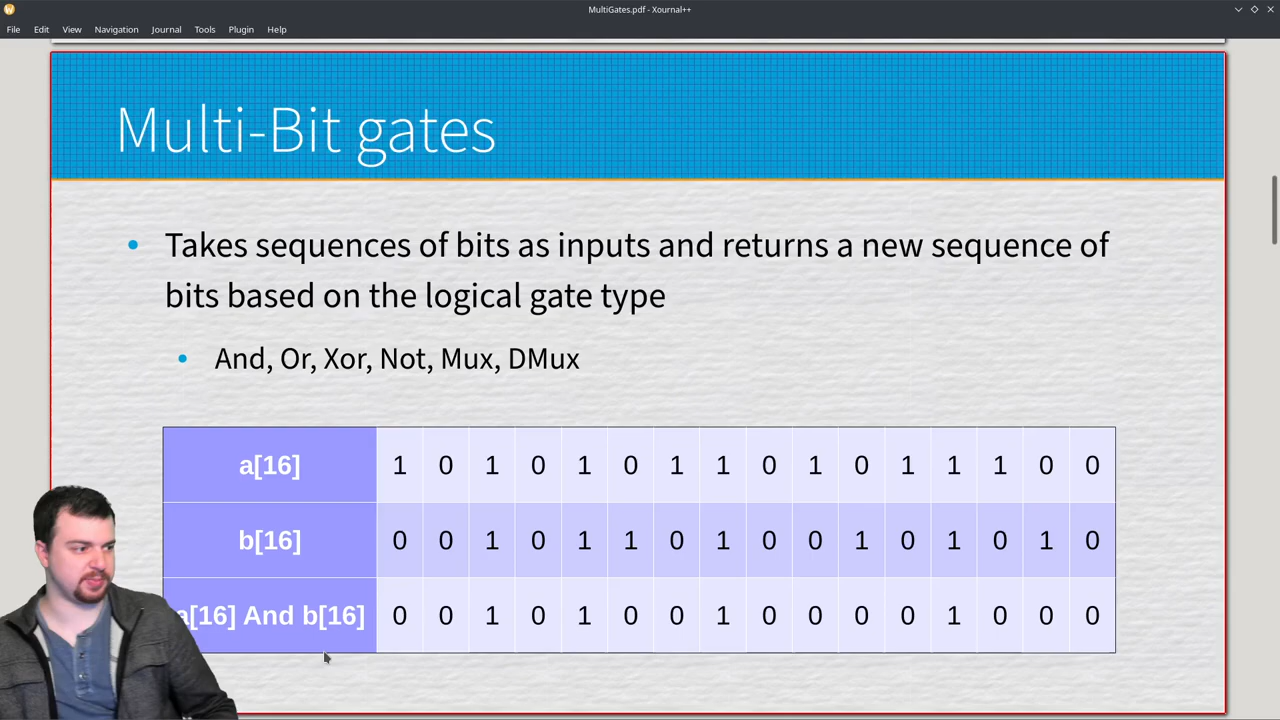 MultiGates.pdf - Xournal++
File Edit View Navigation Journal Tools Plugin Help
Multi-Bit gates
Takes sequences of bits as inputs and returns a new sequence of
bits based on the logical gate type
And, Or, Xor, Not, Mux, DMux
a[16] 1 0 1 0 1 0 1 1 0 1 0 1 1 1 0 0
b[16] 0 0 1 0 1 1 0 1 0 0 1 0 1 0 1 0
a[16] And b[16] 0 0 1 0 1 0 0 1 0 0 0 0 1 0 0 0